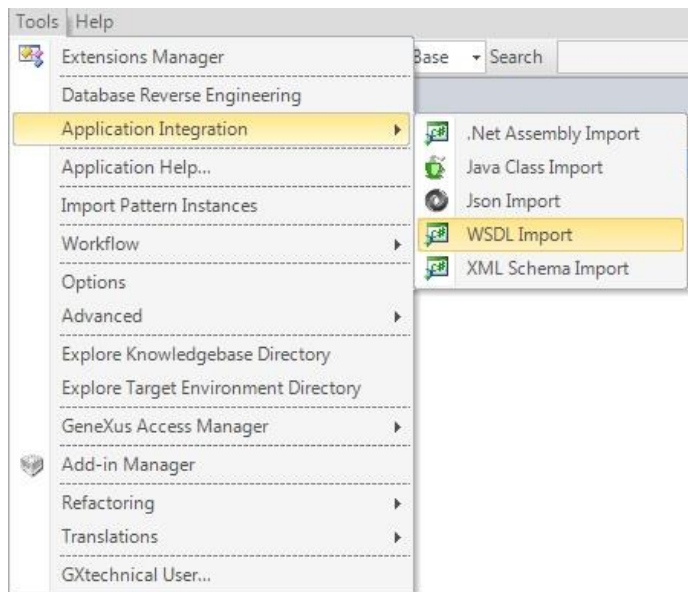 Tools Help
Extensions Manager
Base Search
Database Reverse Engineering
Application Integration
.Net Assembly Import
Java Class Import
Json Import
WSDL Import
XML Schema Import
Application Help...
Import Pattern Instances
Workflow
Options
Advanced
Explore Knowledgebase Directory
Explore Target Environment Directory
GeneXus Access Manager
Add-in Manager
Refactoring
Translations
GXtechnical User...